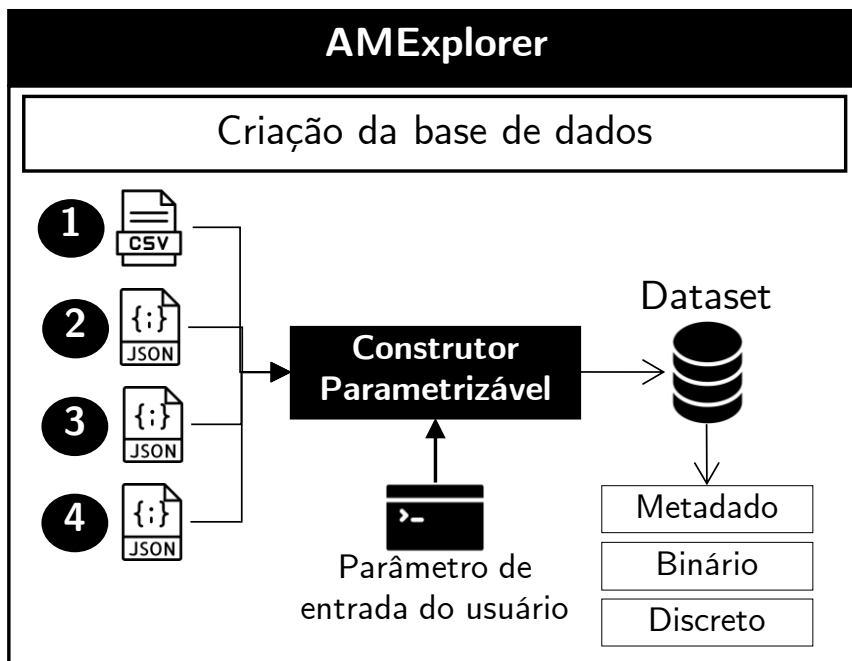 AMExplorer
Criação da base de dados
1
CSV
2
{;}
JSON
3
{;}
JSON
4
{;}
JSON
Construtor
Parametrizável
>_
Parâmetro de
entrada do usuário
Dataset
Metadado
Binário
Discreto